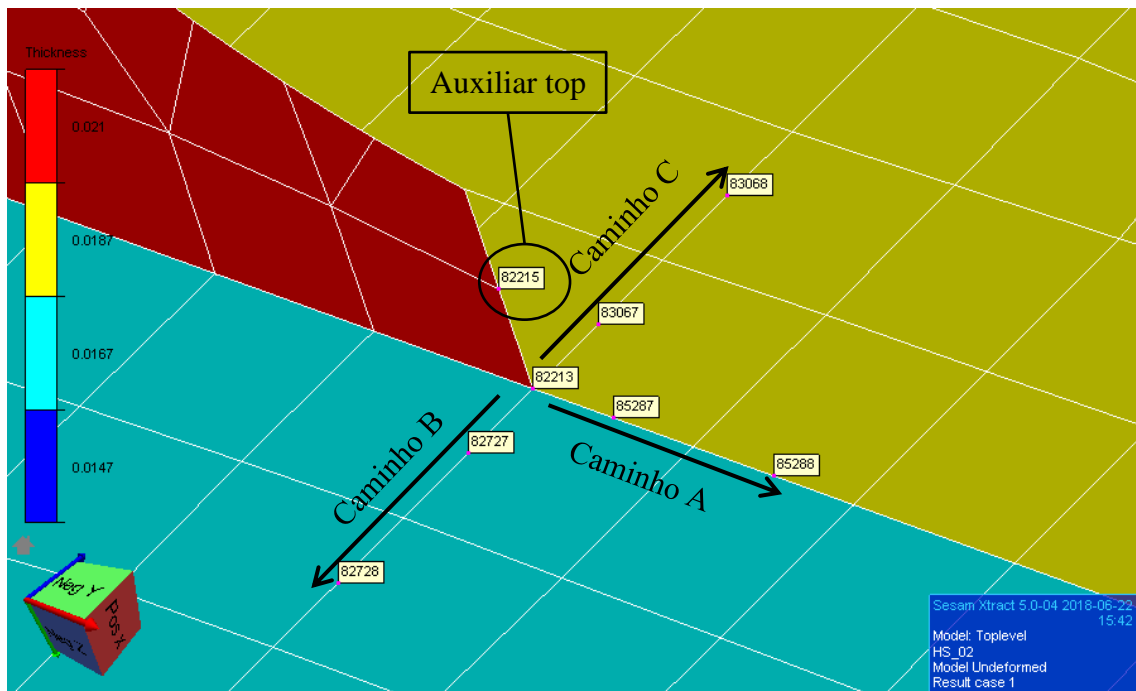 Thickness
0.021
0.0187
0.0167
0.0147
Auxiliar top
Caminho C
83068
82215
83067
82213
85287
82727
Caminho B
Caminho A
85288
82728
Neg Y
Pos X
Neg Z
Sesam Xtract 5.0-04 2018-06-22
15:42
Model: Toplevel
HS_02
Model Undeformed
Result case 1